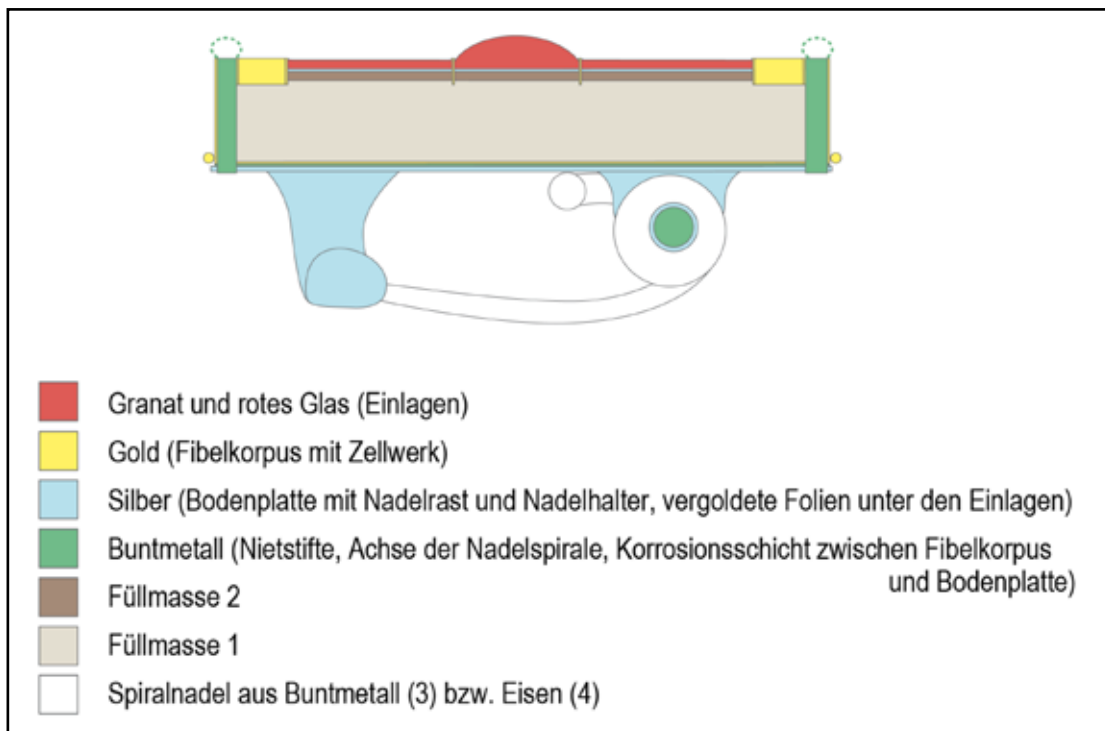 Granat und rotes Glas (Einlagen)
Gold (Fibelkorpus mit Zellwerk)
Silber (Bodenplatte mit Nadelrast und Nadelhalter, vergoldete Folien unter den Einlagen)
Buntmetall (Nietstifte, Achse der Nadelspirale, Korrosionsschicht zwischen Fibelkorpus
und Bodenplatte)
Füllmasse 2
Füllmasse 1
Spiralnadel aus Buntmetall (3) bzw. Eisen (4)